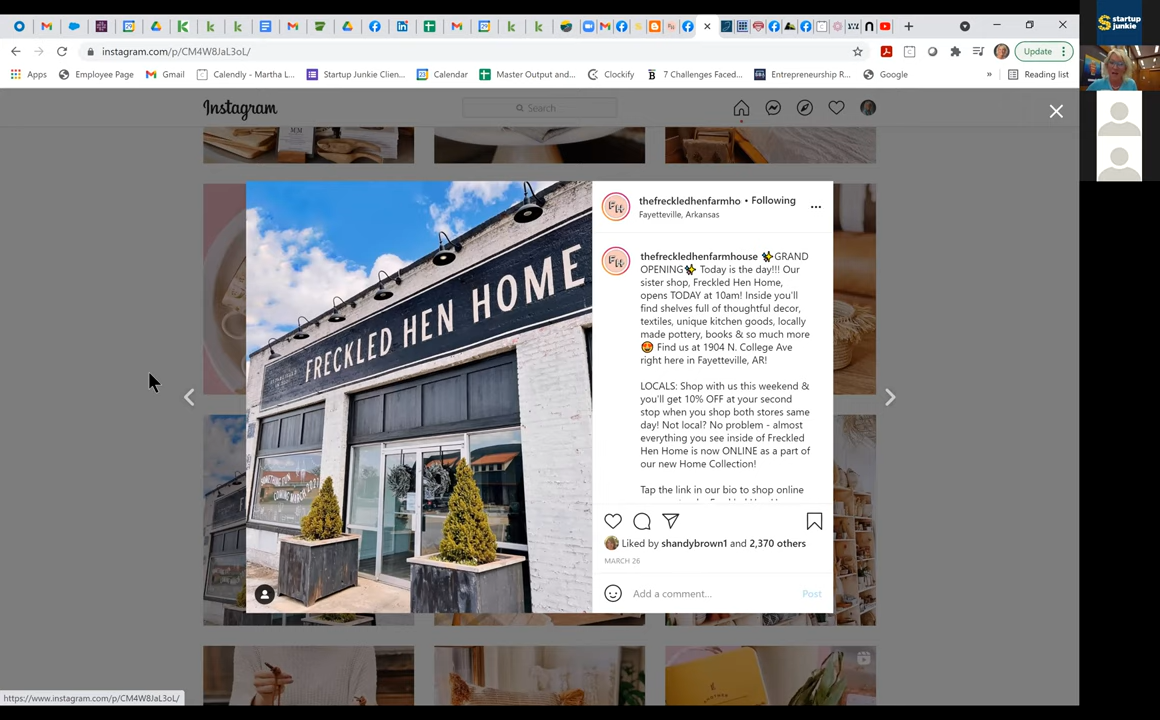 startup
junkie
instagram.com/p/CM4W8JaL3oL/
Update
Apps
Employee Page
Gmail
Calendly - Martha L...
Startup Junkie Clien...
Calendar
Master Output and...
Clockify
7 Challenges Faced...
Entrepreneurship R...
Google
»
Reading list
Instagram
Search
FRECKLED HEN HOME
COMING MARCH 2021
thefreckledhenfarmho • Following
Fayetteville, Arkansas
thefreckledhenfarmhouse ✨GRAND
OPENING✨ Today is the day!!! Our
sister shop, Freckled Hen Home,
opens TODAY at 10am! Inside you'll
find shelves full of thoughtful decor,
textiles, unique kitchen goods, locally
made pottery, books & so much more
😍 Find us at 1904 N. College Ave
right here in Fayetteville, AR!
LOCALS: Shop with us this weekend &
you'll get 10% OFF at your second
stop when you shop both stores same
day! Not local? No problem - almost
everything you see inside of Freckled
Hen Home is now ONLINE as a part of
our new Home Collection!
Tap the link in our bio to shop online
Liked by shandybrown1 and 2,370 others
MARCH 26
Add a comment...
Post
https://www.instagram.com/p/CM4W8JaL3oL/